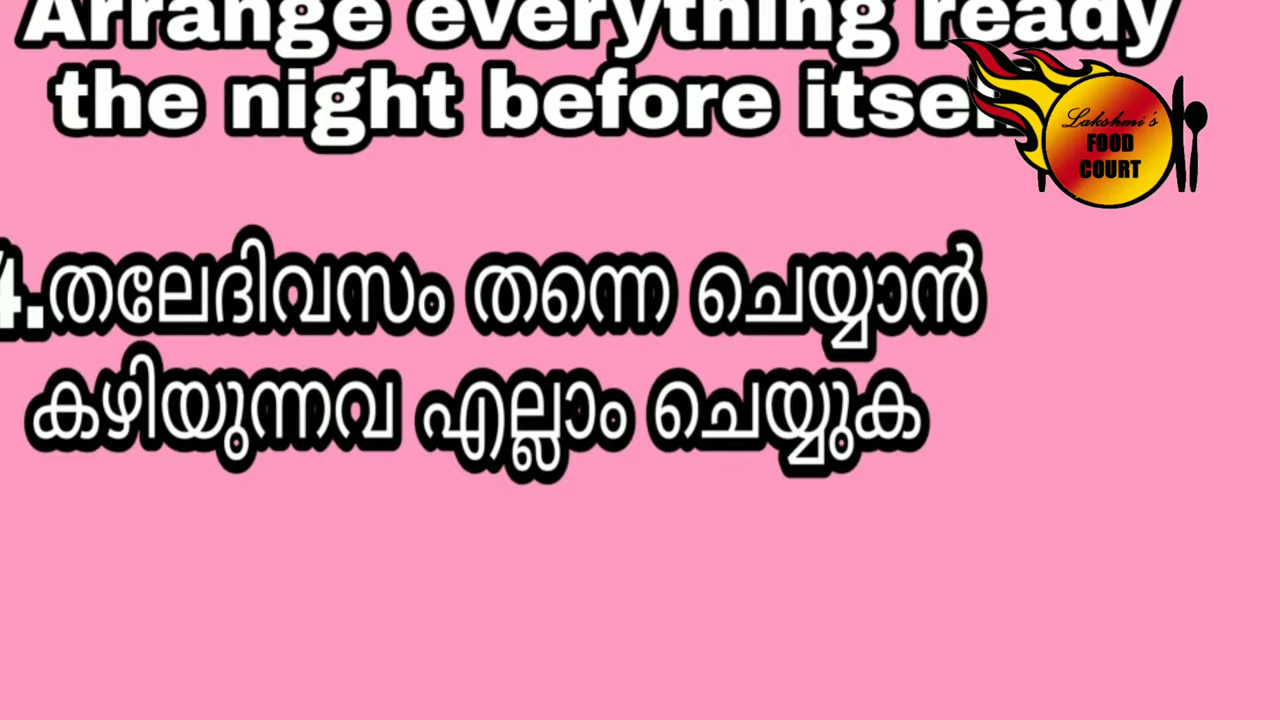 Arrange everything ready
the night before itself
4.തലേദിവസം തന്നെ ചെയ്യാൻ
കഴിയുന്നവ എല്ലാം ചെയ്യുക
Lakshmi's
FOOD
COURT